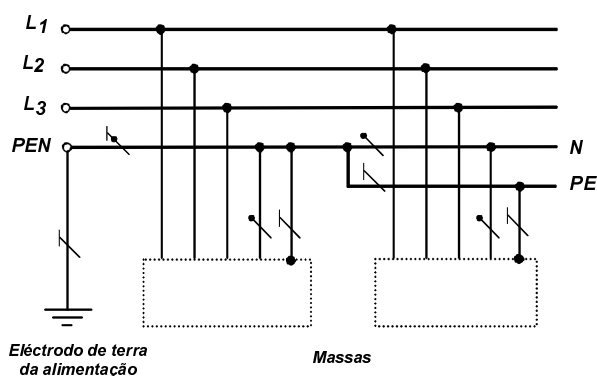 L1
L2
L3
PEN
N
PE
Eléctrodo de terra
da alimentação
Massas